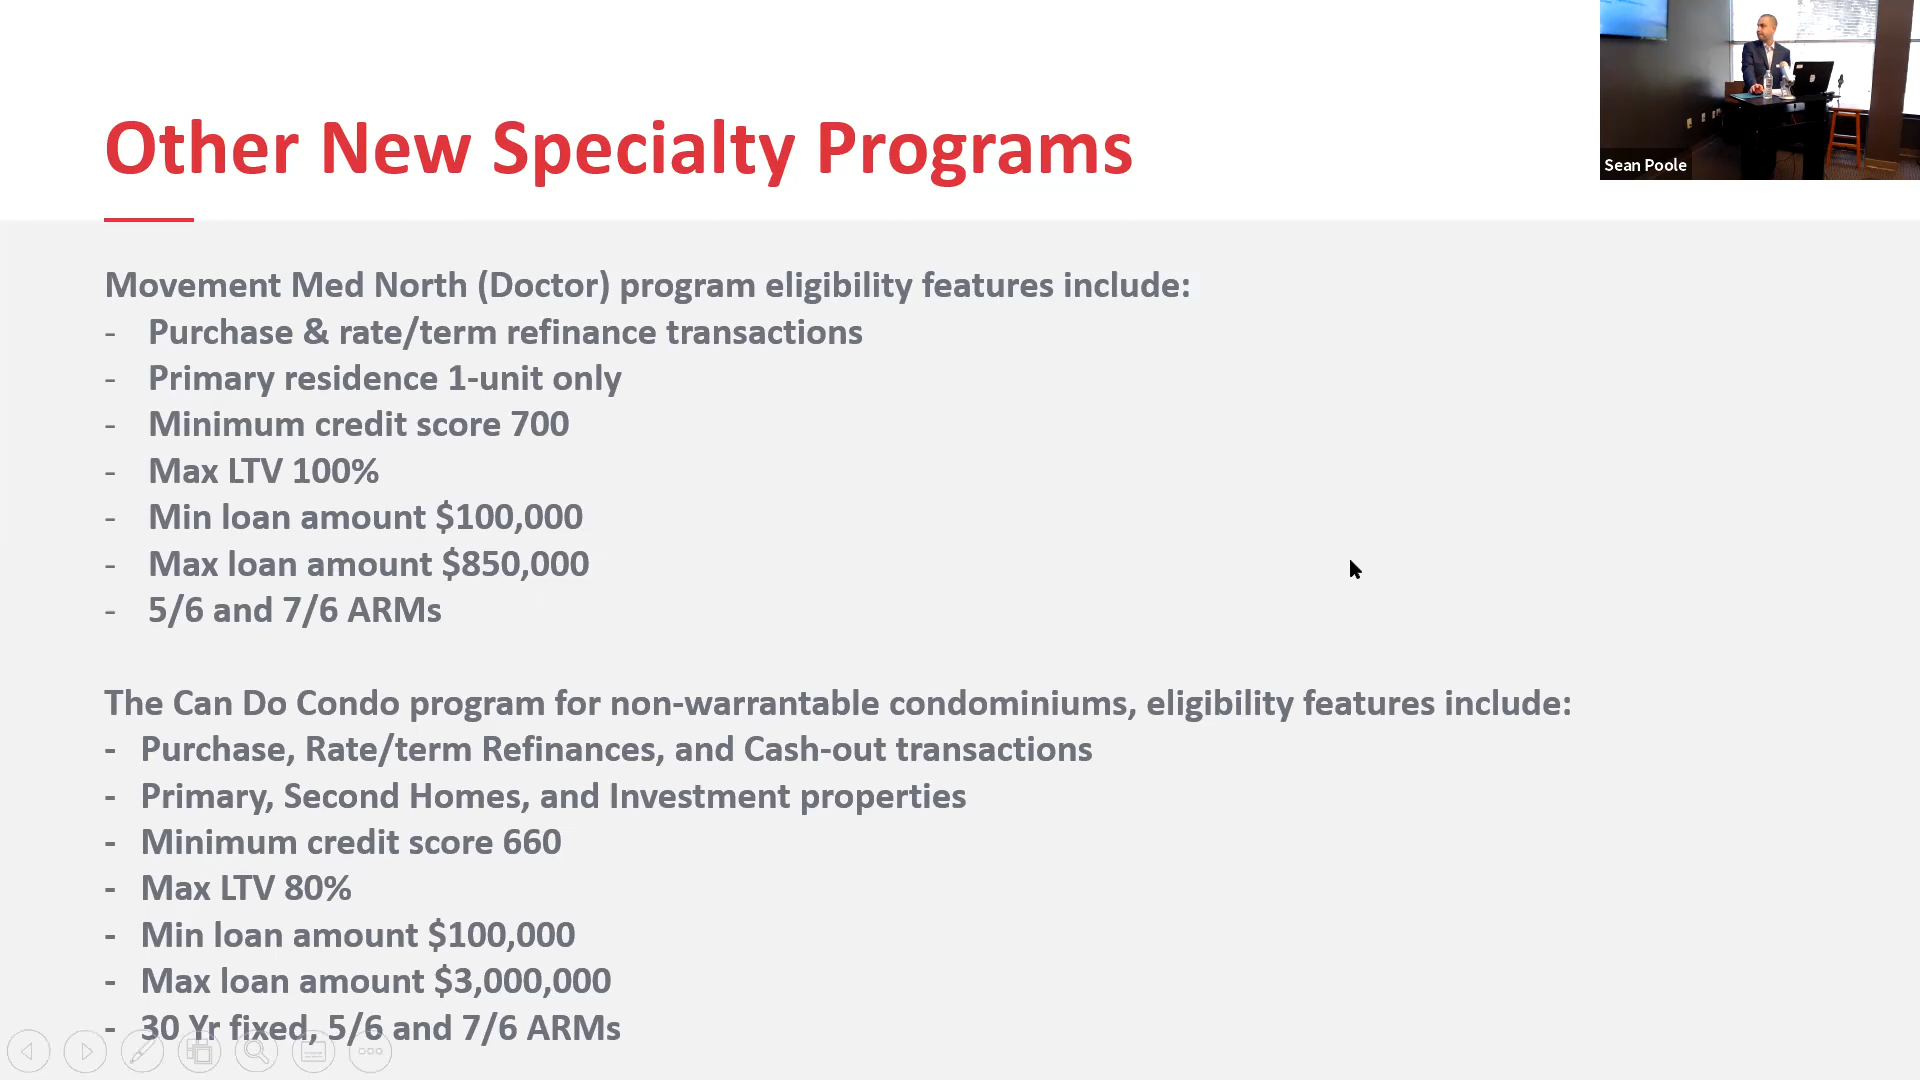 Other New Specialty Programs
Sean Poole
Movement Med North (Doctor) program eligibility features include:
- Purchase & rate/term refinance transactions
- Primary residence 1-unit only
- Minimum credit score 700
- Max LTV 100%
- Min loan amount $100,000
- Max loan amount $850,000
- 5/6 and 7/6 ARMs
The Can Do Condo program for non-warrantable condominiums, eligibility features include:
- Purchase, Rate/term Refinances, and Cash-out transactions
- Primary, Second Homes, and Investment properties
- Minimum credit score 660
- Max LTV 80%
- Min loan amount $100,000
- Max loan amount $3,000,000
- 30 Yr fixed, 5/6 and 7/6 ARMs